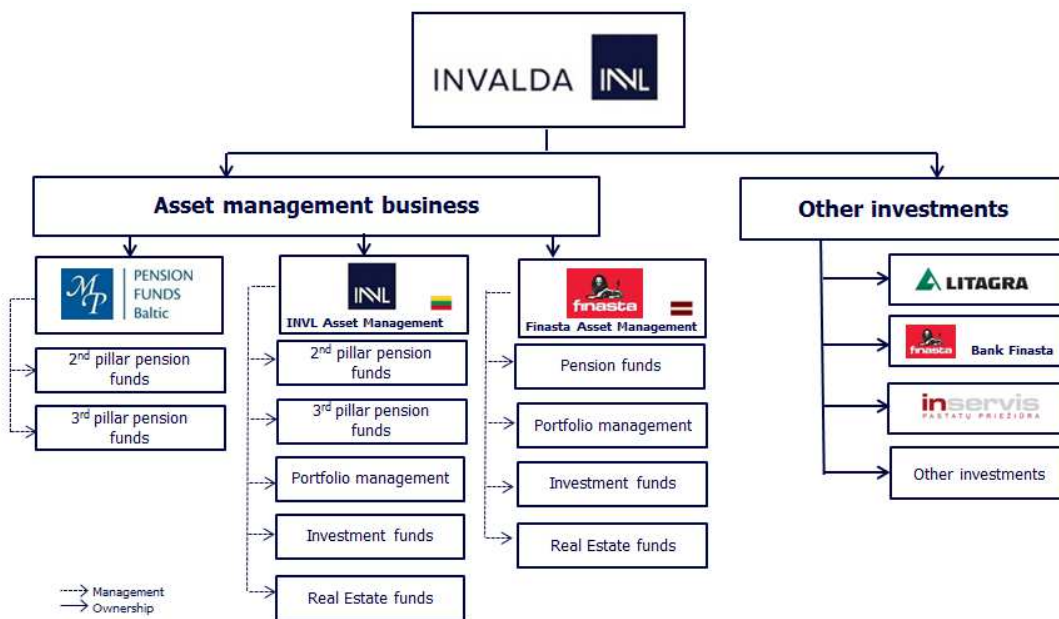 INVALDA INVL
Asset management business
Other investments
MP PENSION
FUNDS
Baltic
INVL
INVL Asset Management
finasta
Finasta Asset Management
2nd pillar pension
funds
3rd pillar pension
funds
2nd pillar pension
funds
3rd pillar pension
funds
Portfolio management
Investment funds
Real Estate funds
Pension funds
Portfolio management
Investment funds
Real Estate funds
LITAGRA
finasta Bank Finasta
inservis
PASTATŲ PRIEŽIŪRA
Other investments
Management
Ownership